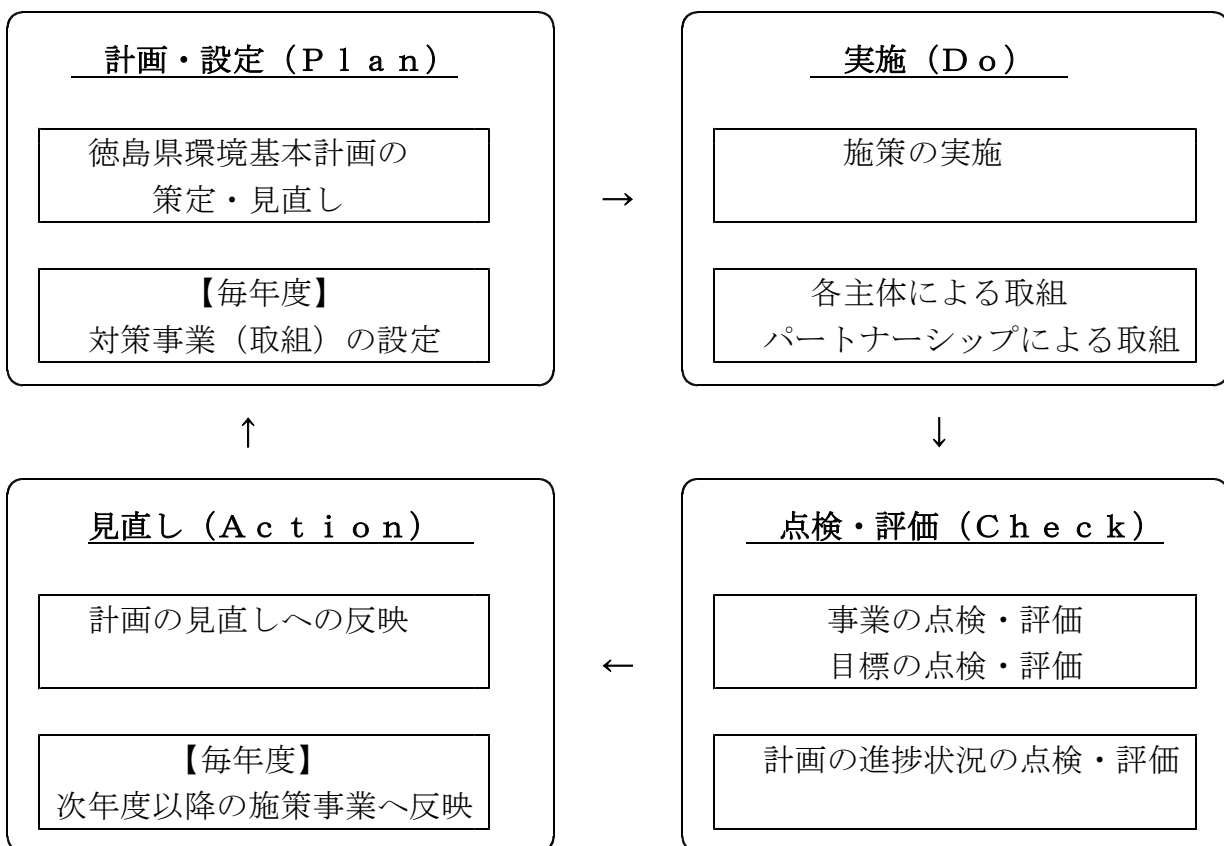 計画・設定（Ｐｌａｎ）
徳島県環境基本計画の
策定・見直し
【毎年度】
対策事業（取組）の設定
→
実施（Ｄｏ）
施策の実施
各主体による取組
パートナーシップによる取組
↑
↓
見直し（Ａｃｔｉｏｎ）
計画の見直しへの反映
【毎年度】
次年度以降の施策事業へ反映
←
点検・評価（Ｃｈｅｃｋ）
事業の点検・評価
目標の点検・評価
計画の進捗状況の点検・評価